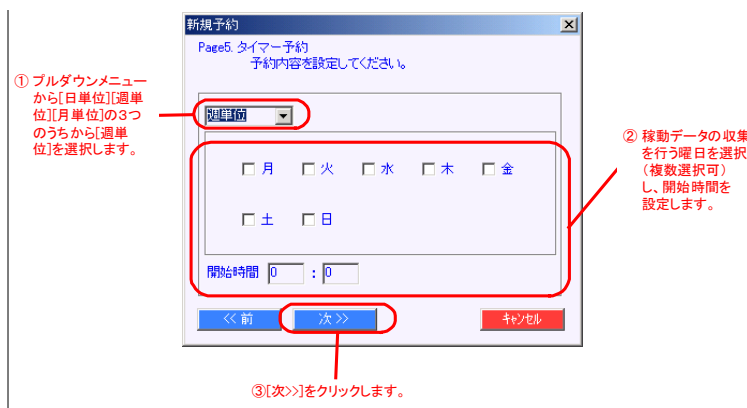 新規予約
Page5. タイマー予約
予約内容を設定してください。
① プルダウンメニュー
から[日単位][週単
位][月単位]の3つ
のうちから[週単
位]を選択します。
週単位
月 火 水 木 金
土 日
開始時間 0 : 0
② 稼動データの収集
を行う曜日を選択
（複数選択可）
し、開始時間を
設定します。
<< 前 次 >> キャンセル
③[次>>]をクリックします。